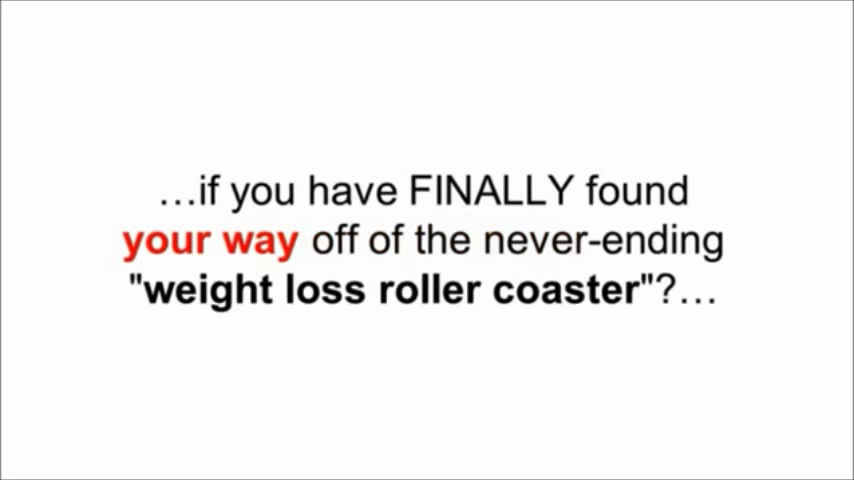 …if you have FINALLY found
your way off of the never-ending
"weight loss roller coaster"?…